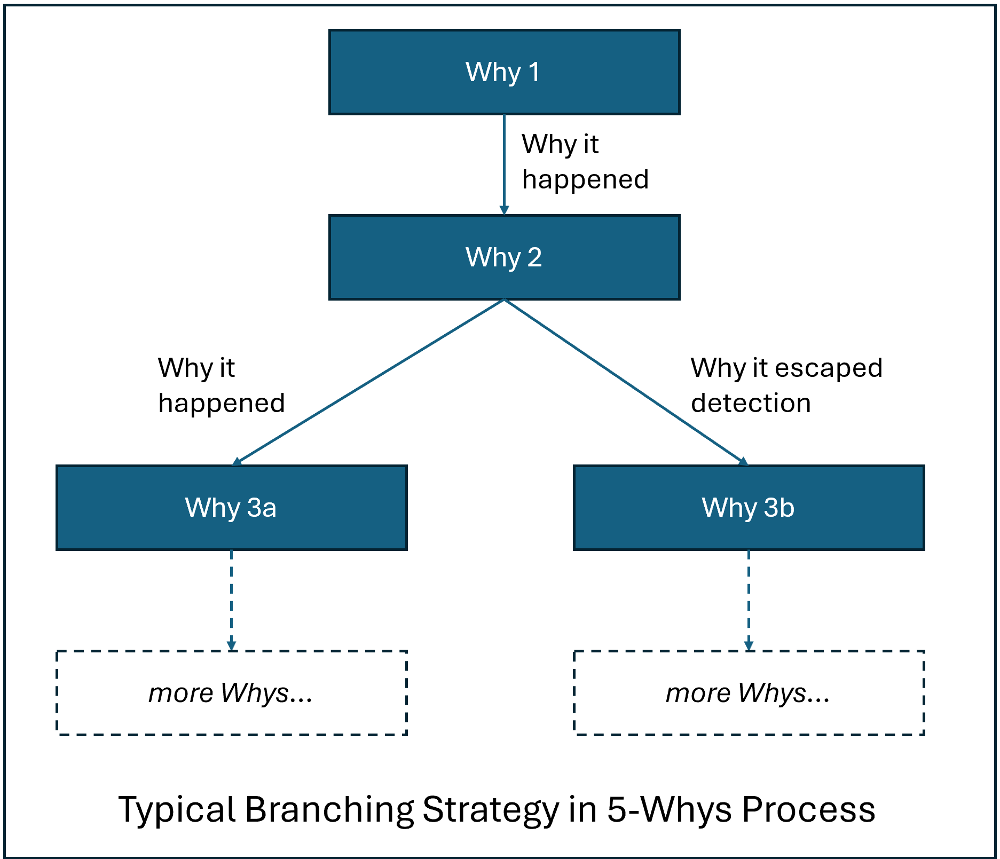 Why 1
Why it
happened
Why 2
Why it
happened
Why it escaped
detection
Why 3a
Why 3b
more Whys...
more Whys...
Typical Branching Strategy in 5-Whys Process